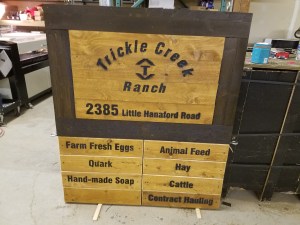 Trickle Creek
Ranch
2385 Little Hanaford Road
Farm Fresh Eggs
Animal Feed
Quark
Hay
Hand-made Soap
Cattle
Contract Hauling